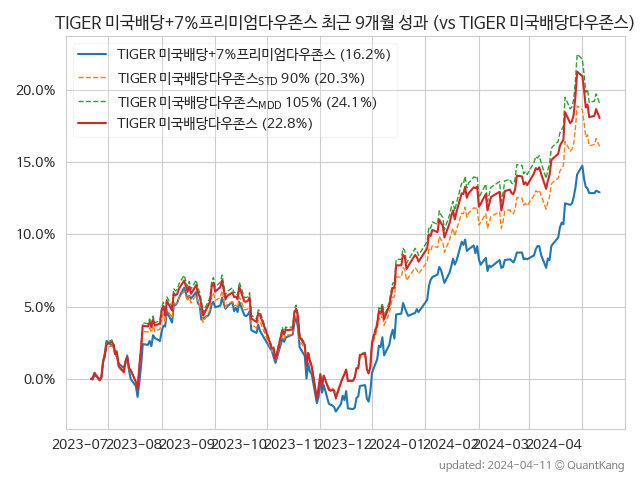 TIGER 미국배당+7%프리미엄다우존스 최근 9개월 성과 (vs TIGER 미국배당다우존스)
TIGER 미국배당+7%프리미엄다우존스 (16.2%)
TIGER 미국배당다우존스STD 90% (20.3%)
TIGER 미국배당다우존스MDD 105% (24.1%)
TIGER 미국배당다우존스 (22.8%)
20.0%
15.0%
10.0%
5.0%
0.0%
2023-07 2023-08 2023-09 2023-10 2023-11 2023-12 2024-01 2024-02 2024-03 2024-04
updated: 2024-04-11 © QuantKang